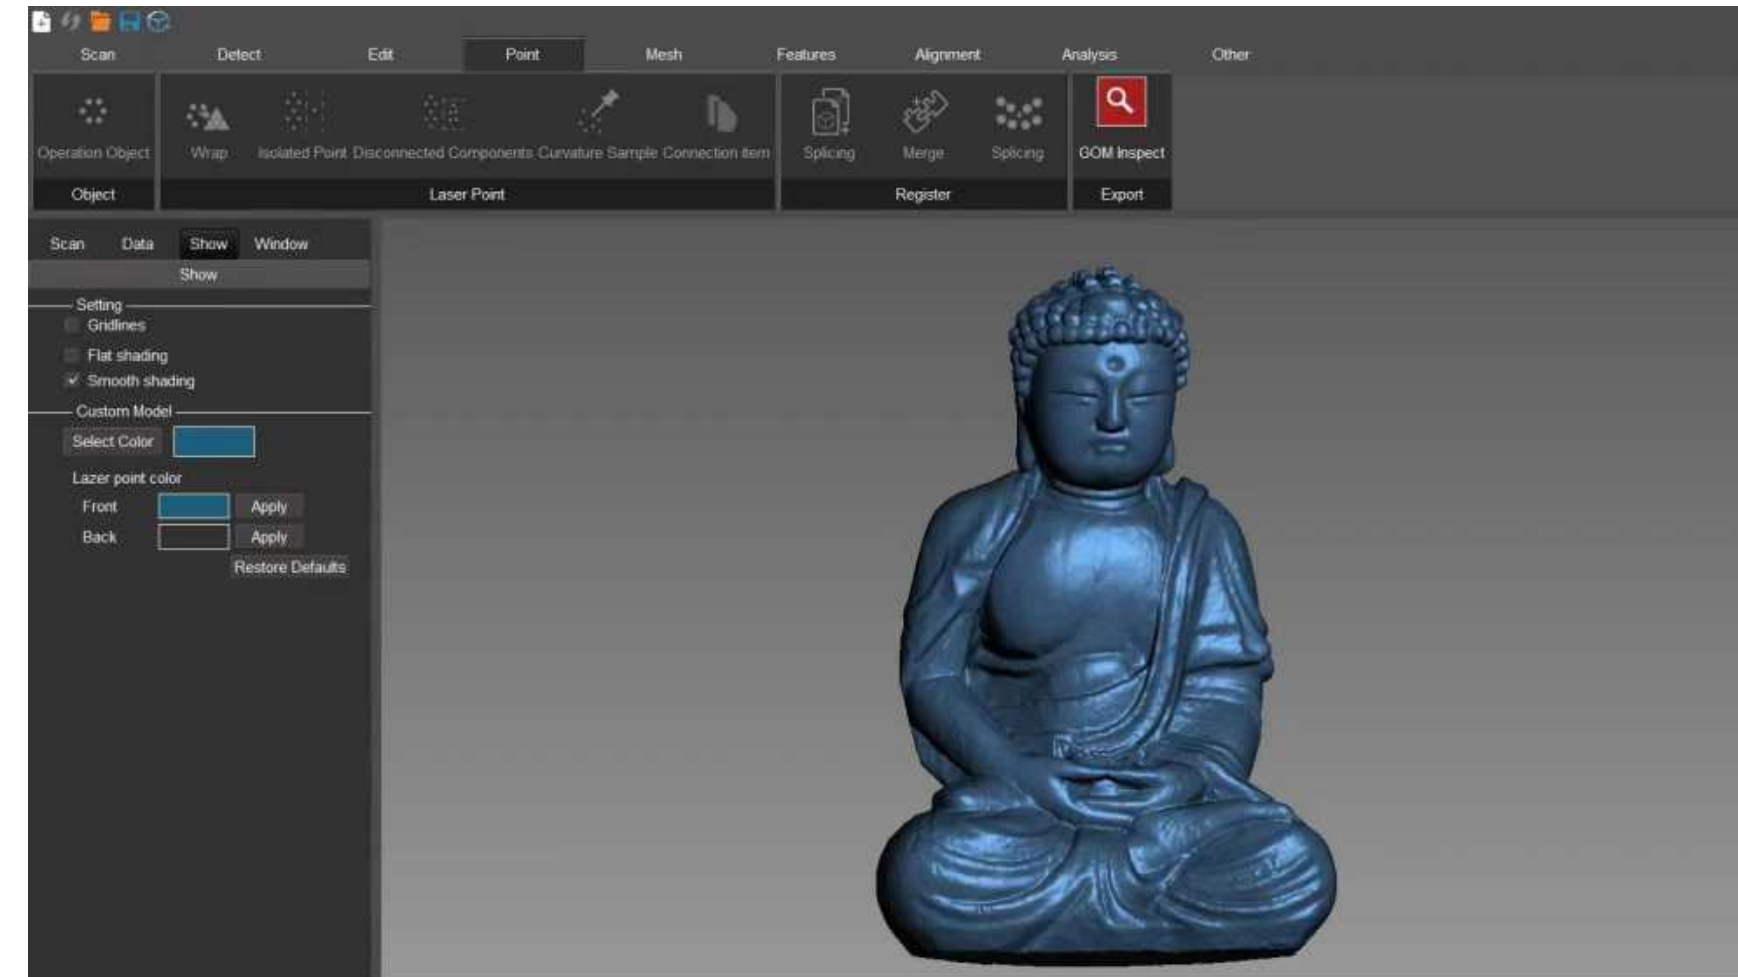 Scan Detect Edit Point Mesh Features Alignment Analysis Other
Operation Object Wrap Isolated Point Disconnected Components Curvature Sample Connection item Splicing Merge Splicing GOM Inspect
Object Laser Point Register Export
Scan Data Show Window
Show
Setting
Gridlines
Flat shading
Smooth shading
Custom Model
Select Color
Lazer point color
Front Apply
Back Apply
Restore Defaults